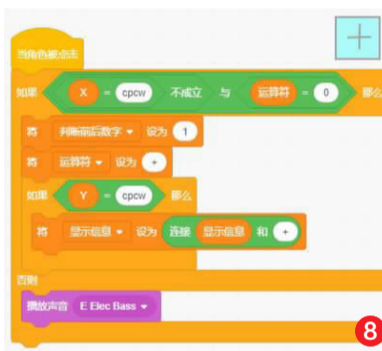 当角色被点击
如果 X = cpcw 不成立 与 运算符 = 0 那么
将 判断前后数字 设为 1
将 运算符 设为 +
如果 Y = cpcw 那么
将 显示信息 设为 连接 显示信息 和 +
否则
播放声音 E Elec Bass
8